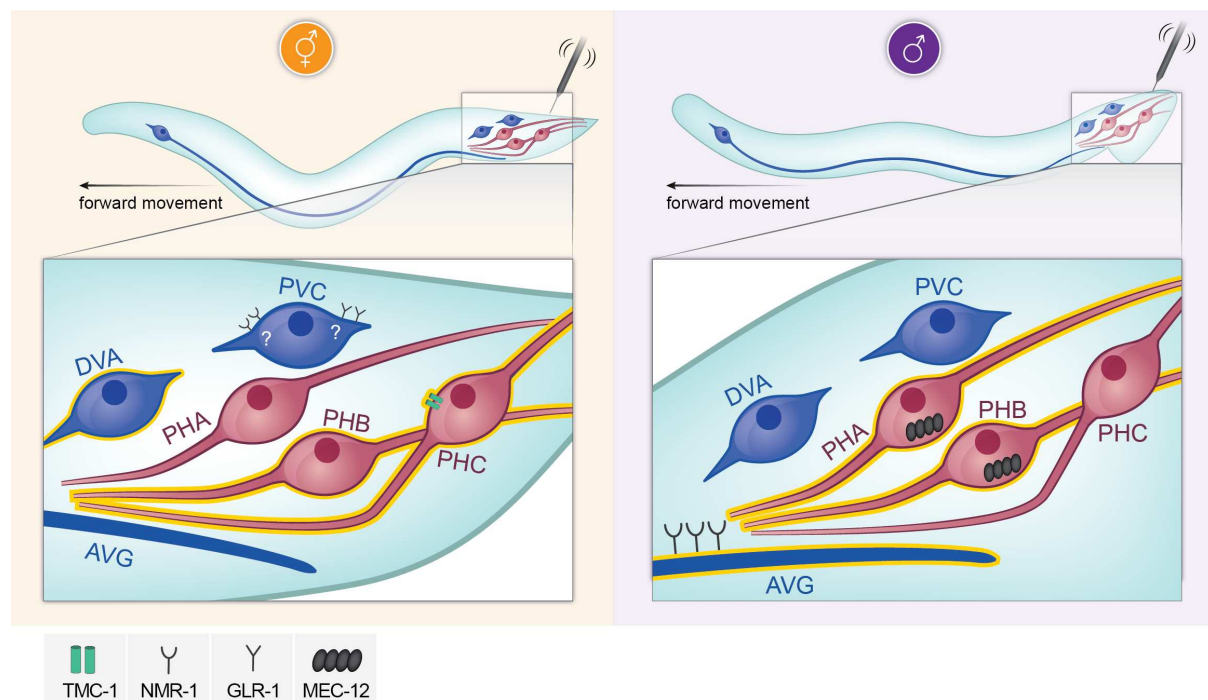 forward movement
forward movement
PVC
?
?
DVA
PHA
PHB
PHC
AVG
PVC
DVA
PHA
PHB
PHC
AVG
TMC-1
NMR-1
GLR-1
MEC-12